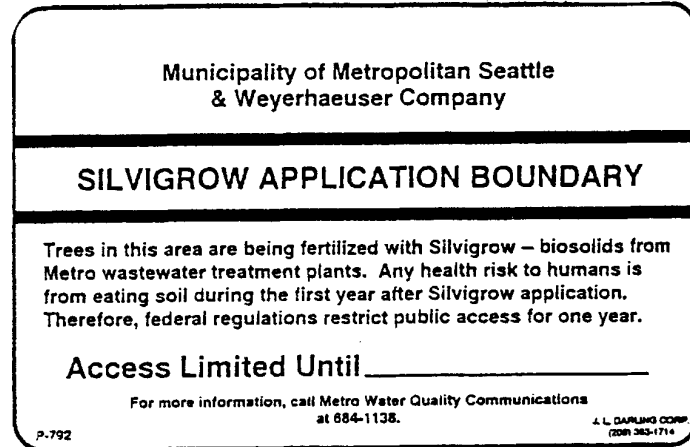 Municipality of Metropolitan Seattle
& Weyerhaeuser Company
SILVIGROW APPLICATION BOUNDARY
Trees in this area are being fertilized with Silvigrow – biosolids from
Metro wastewater treatment plants. Any health risk to humans is
from eating soil during the first year after Silvigrow application.
Therefore, federal regulations restrict public access for one year.
Access Limited Until
For more information, call Metro Water Quality Communications
at 684-1138.
P-792
J. L. DARLING CORP.